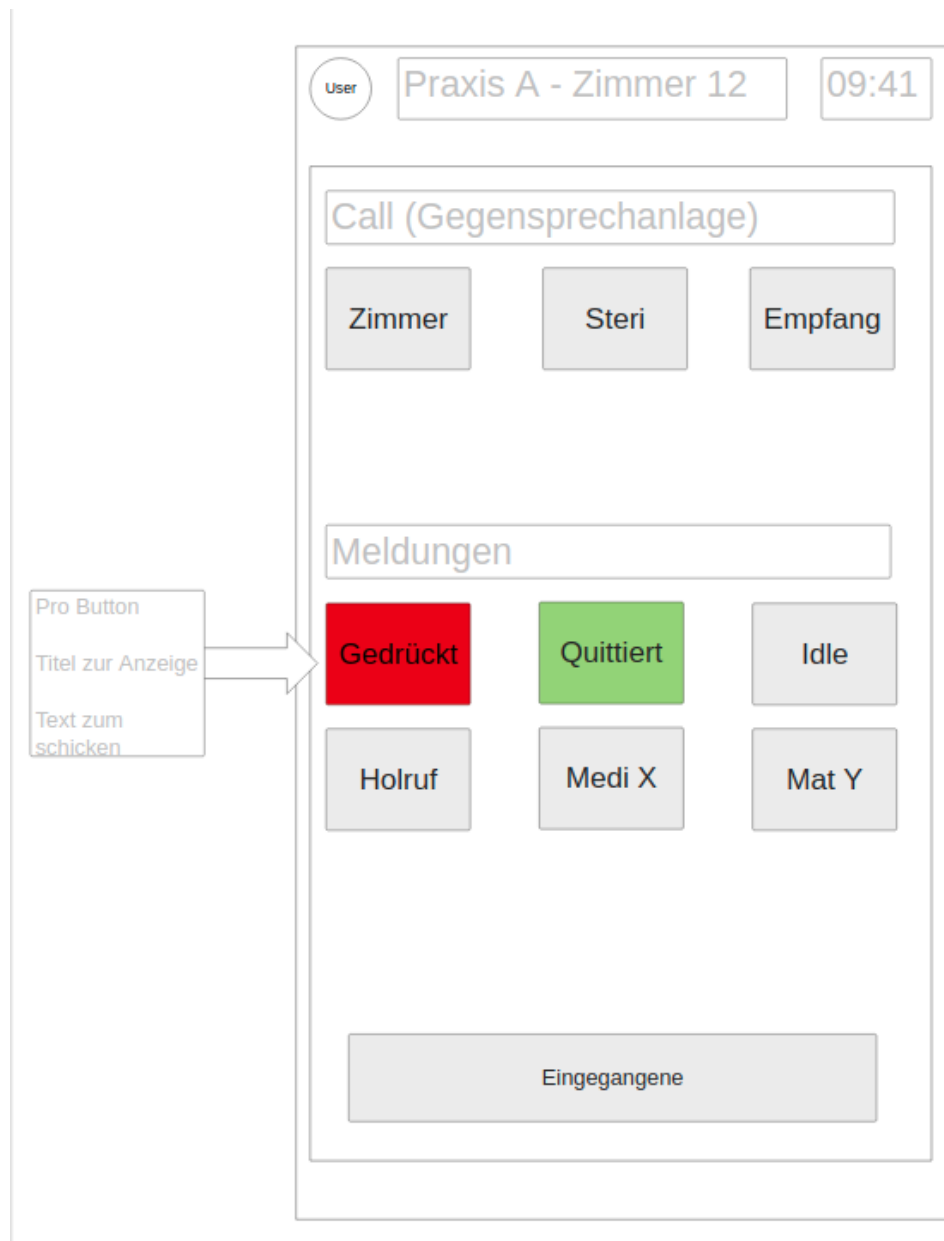 User
Praxis A - Zimmer 12
09:41
Call (Gegensprechanlage)
Zimmer
Steri
Empfang
Meldungen
Pro Button
Titel zur Anzeige
Text zum
schicken
Gedrückt
Quittiert
Idle
Holruf
Medi X
Mat Y
Eingegangene